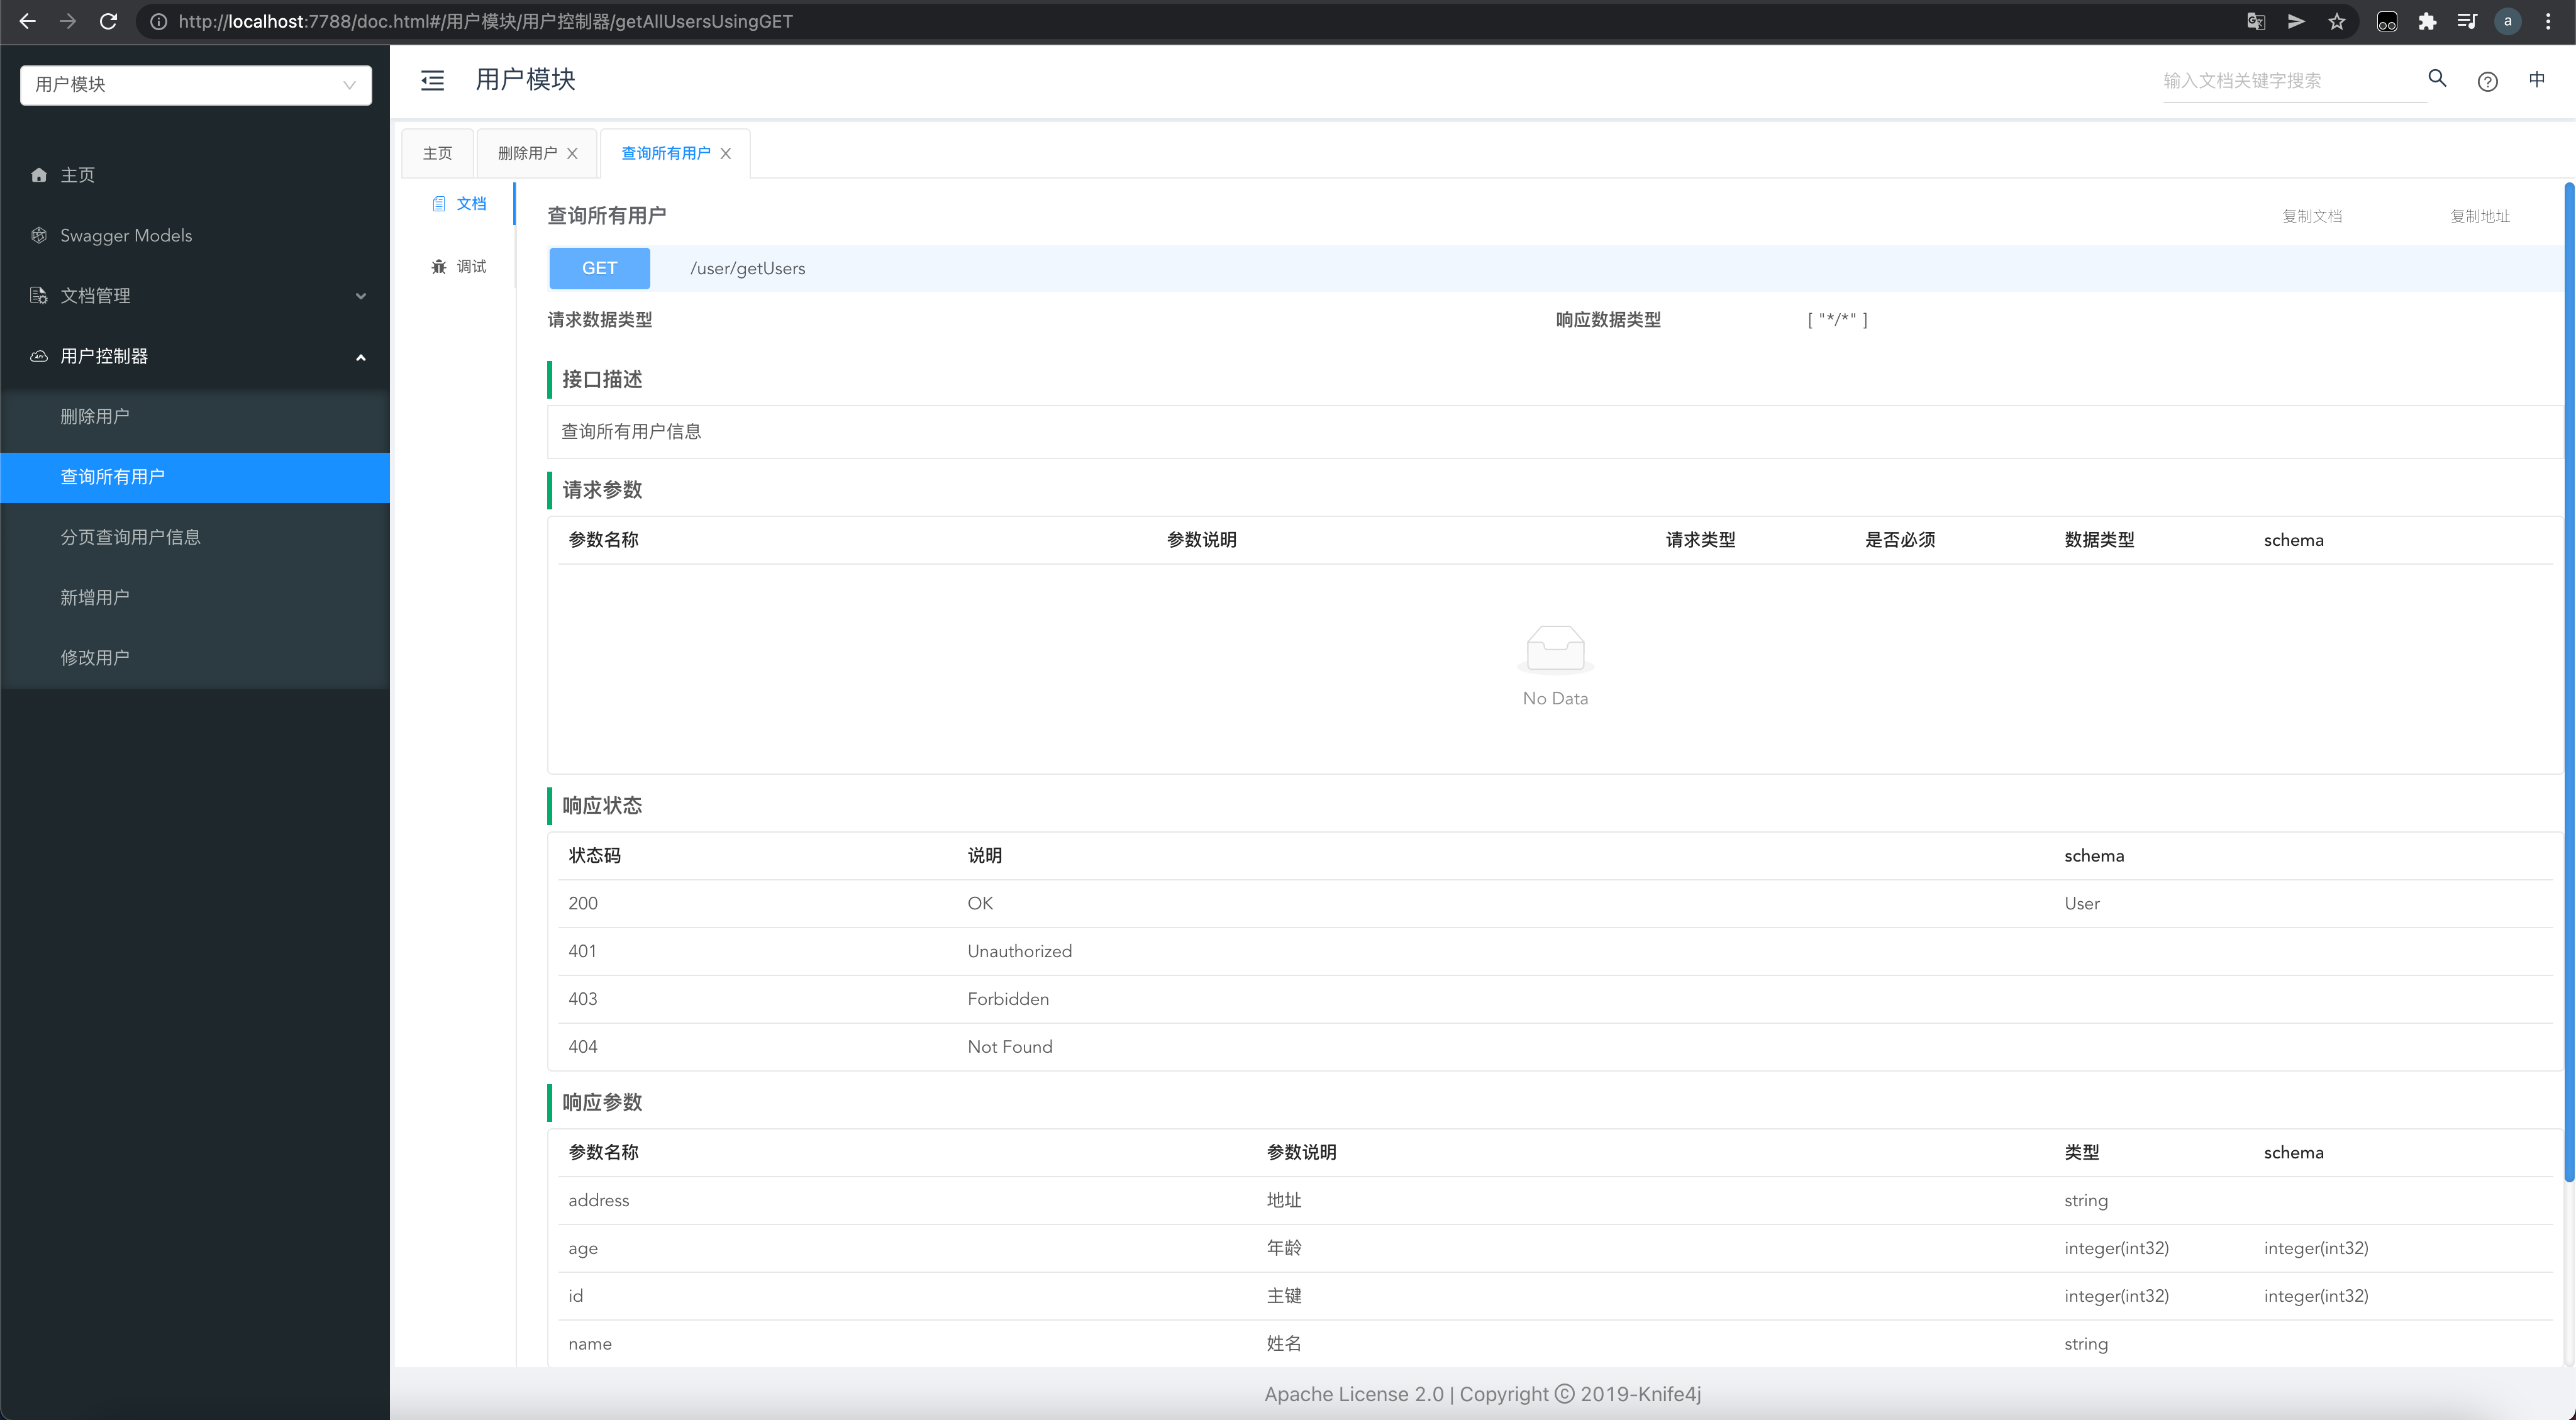 http://localhost:7788/doc.html#/用户模块/用户控制器/getAllUsersUsingGET
a
用户模块
主页
Swagger Models
文档管理
用户控制器
删除用户
查询所有用户
分页查询用户信息
新增用户
修改用户
用户模块
输入文档关键字搜索
中
主页
删除用户
查询所有用户
文档
调试
查询所有用户
复制文档
复制地址
GET
/user/getUsers
请求数据类型
响应数据类型
[ "*/*" ]
接口描述
查询所有用户信息
请求参数
参数名称 参数说明 请求类型 是否必须 数据类型 schema
No Data
响应状态
状态码 说明 schema
200 OK User
401 Unauthorized
403 Forbidden
404 Not Found
响应参数
参数名称 参数说明 类型 schema
address 地址 string
age 年龄 integer(int32) integer(int32)
id 主键 integer(int32) integer(int32)
name 姓名 string
Apache License 2.0 | Copyright © 2019-Knife4j